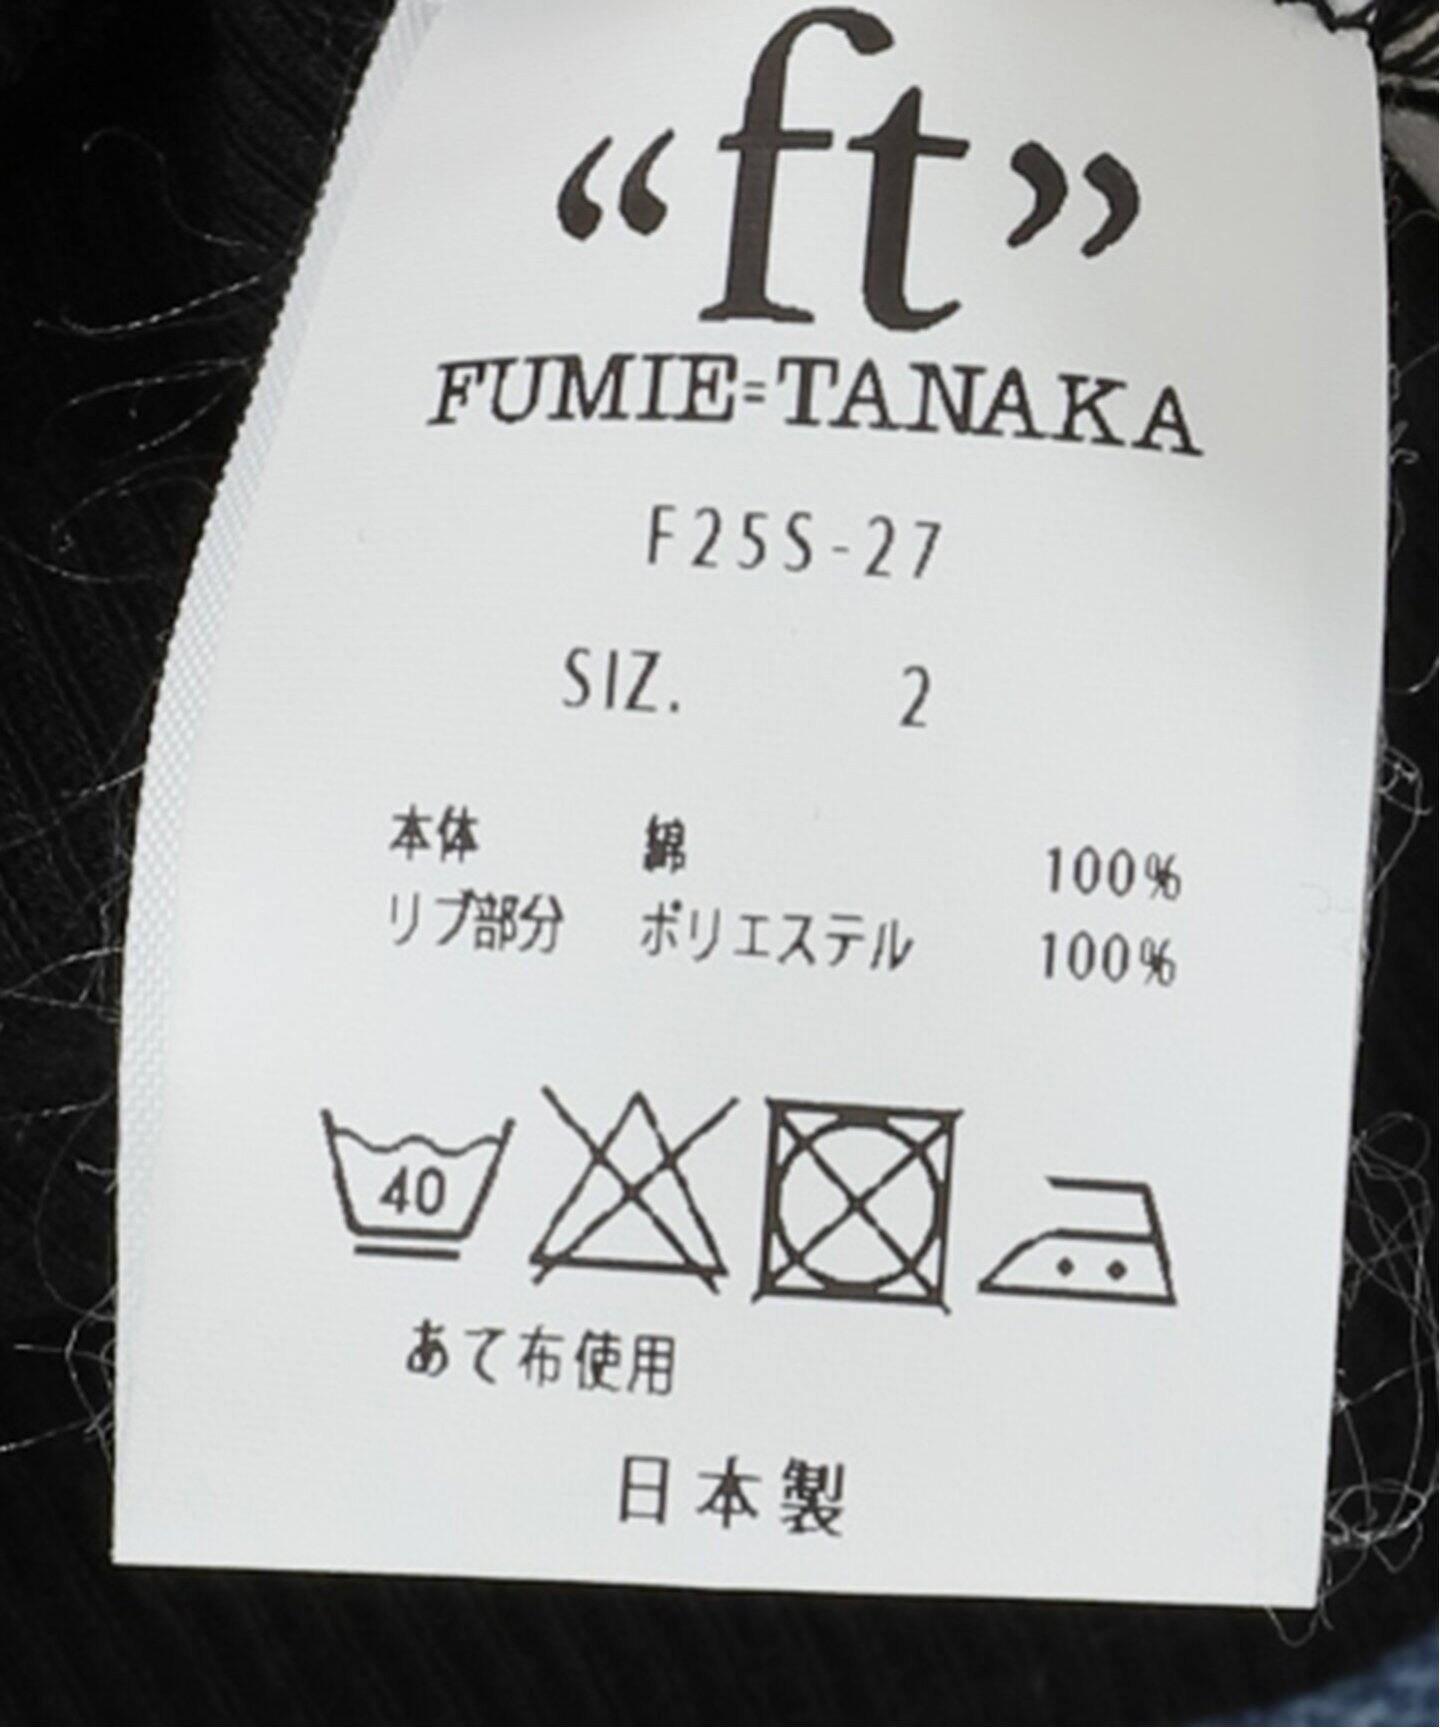 “ft”
FUMIE=TANAKA
F25S-27
SIZ. 2
本体 綿 100%
リブ部分 ポリエステル 100%
40
あて布使用
日本製